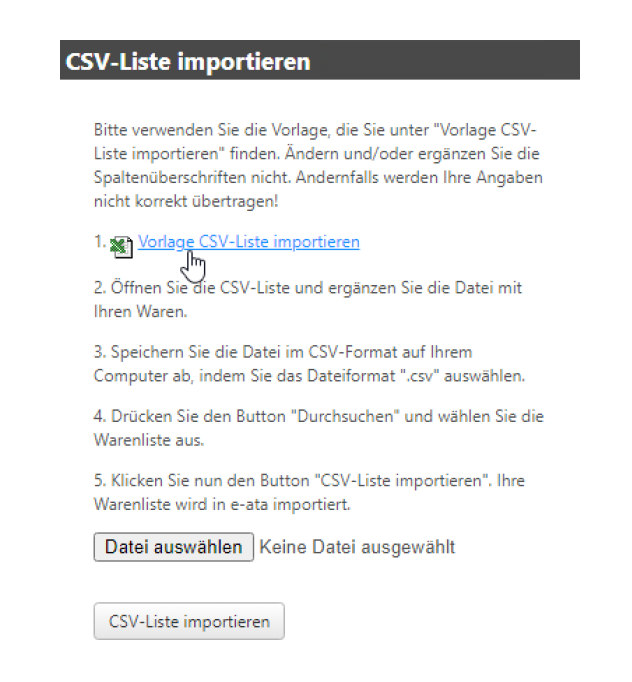 CSV-Liste importieren
Bitte verwenden Sie die Vorlage, die Sie unter "Vorlage CSV-
Liste importieren" finden. Ändern und/oder ergänzen Sie die
Spaltenüberschriften nicht. Andernfalls werden Ihre Angaben
nicht korrekt übertragen!
1. Vorlage CSV-Liste importieren
2. Öffnen Sie die CSV-Liste und ergänzen Sie die Datei mit
Ihren Waren.
3. Speichern Sie die Datei im CSV-Format auf Ihrem
Computer ab, indem Sie das Dateiformat ".csv" auswählen.
4. Drücken Sie den Button "Durchsuchen" und wählen Sie die
Warenliste aus.
5. Klicken Sie nun den Button "CSV-Liste importieren". Ihre
Warenliste wird in e-ata importiert.
Datei auswählen Keine Datei ausgewählt
CSV-Liste importieren